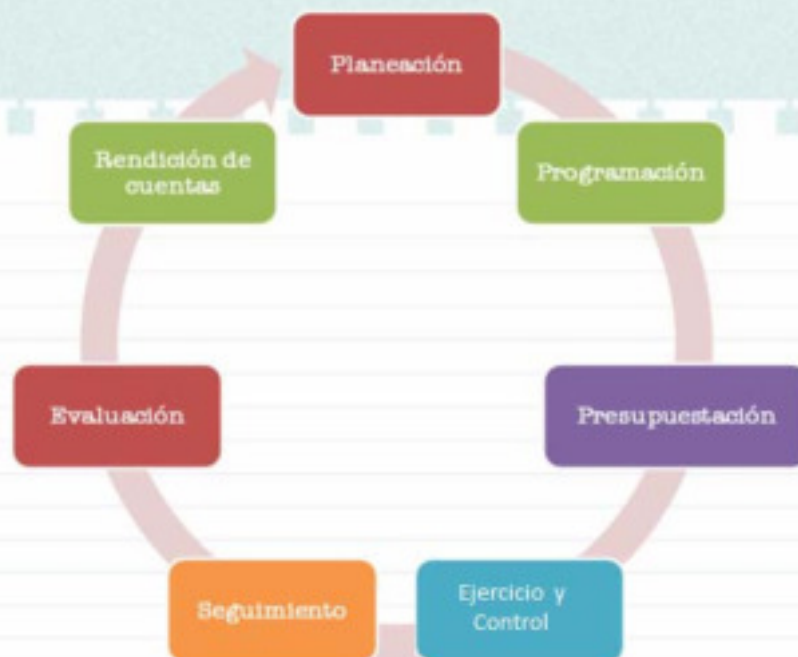 Planeación
Programación
Presupuestación
Ejercicio y
Control
Seguimiento
Evaluación
Rendición de
cuentas